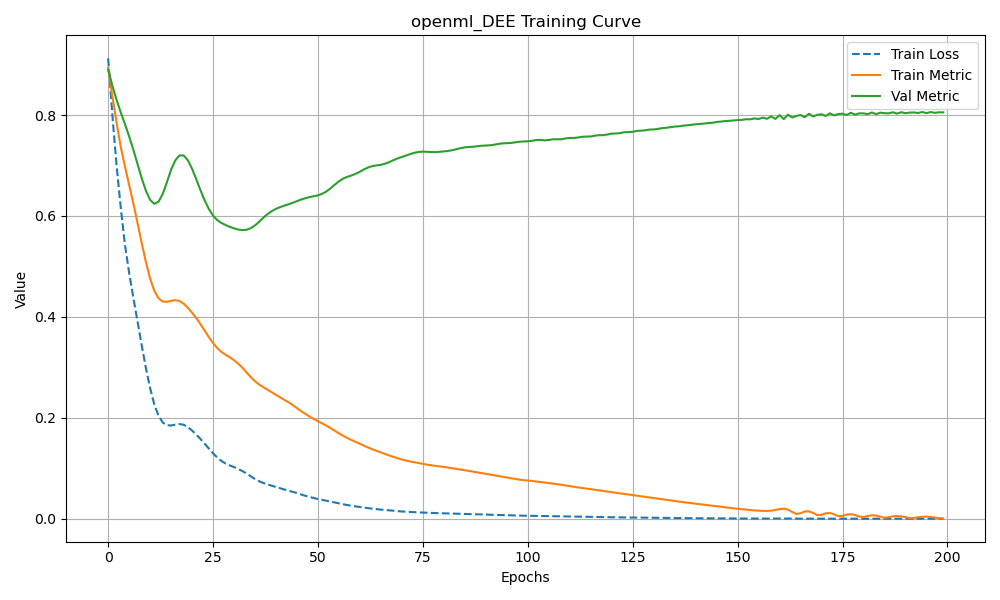 openml_DEE Training Curve
Train Loss
Train Metric
Val Metric
Value
0.8
0.6
0.4
0.2
0.0
0 25 50 75 100 125 150 175 200
Epochs